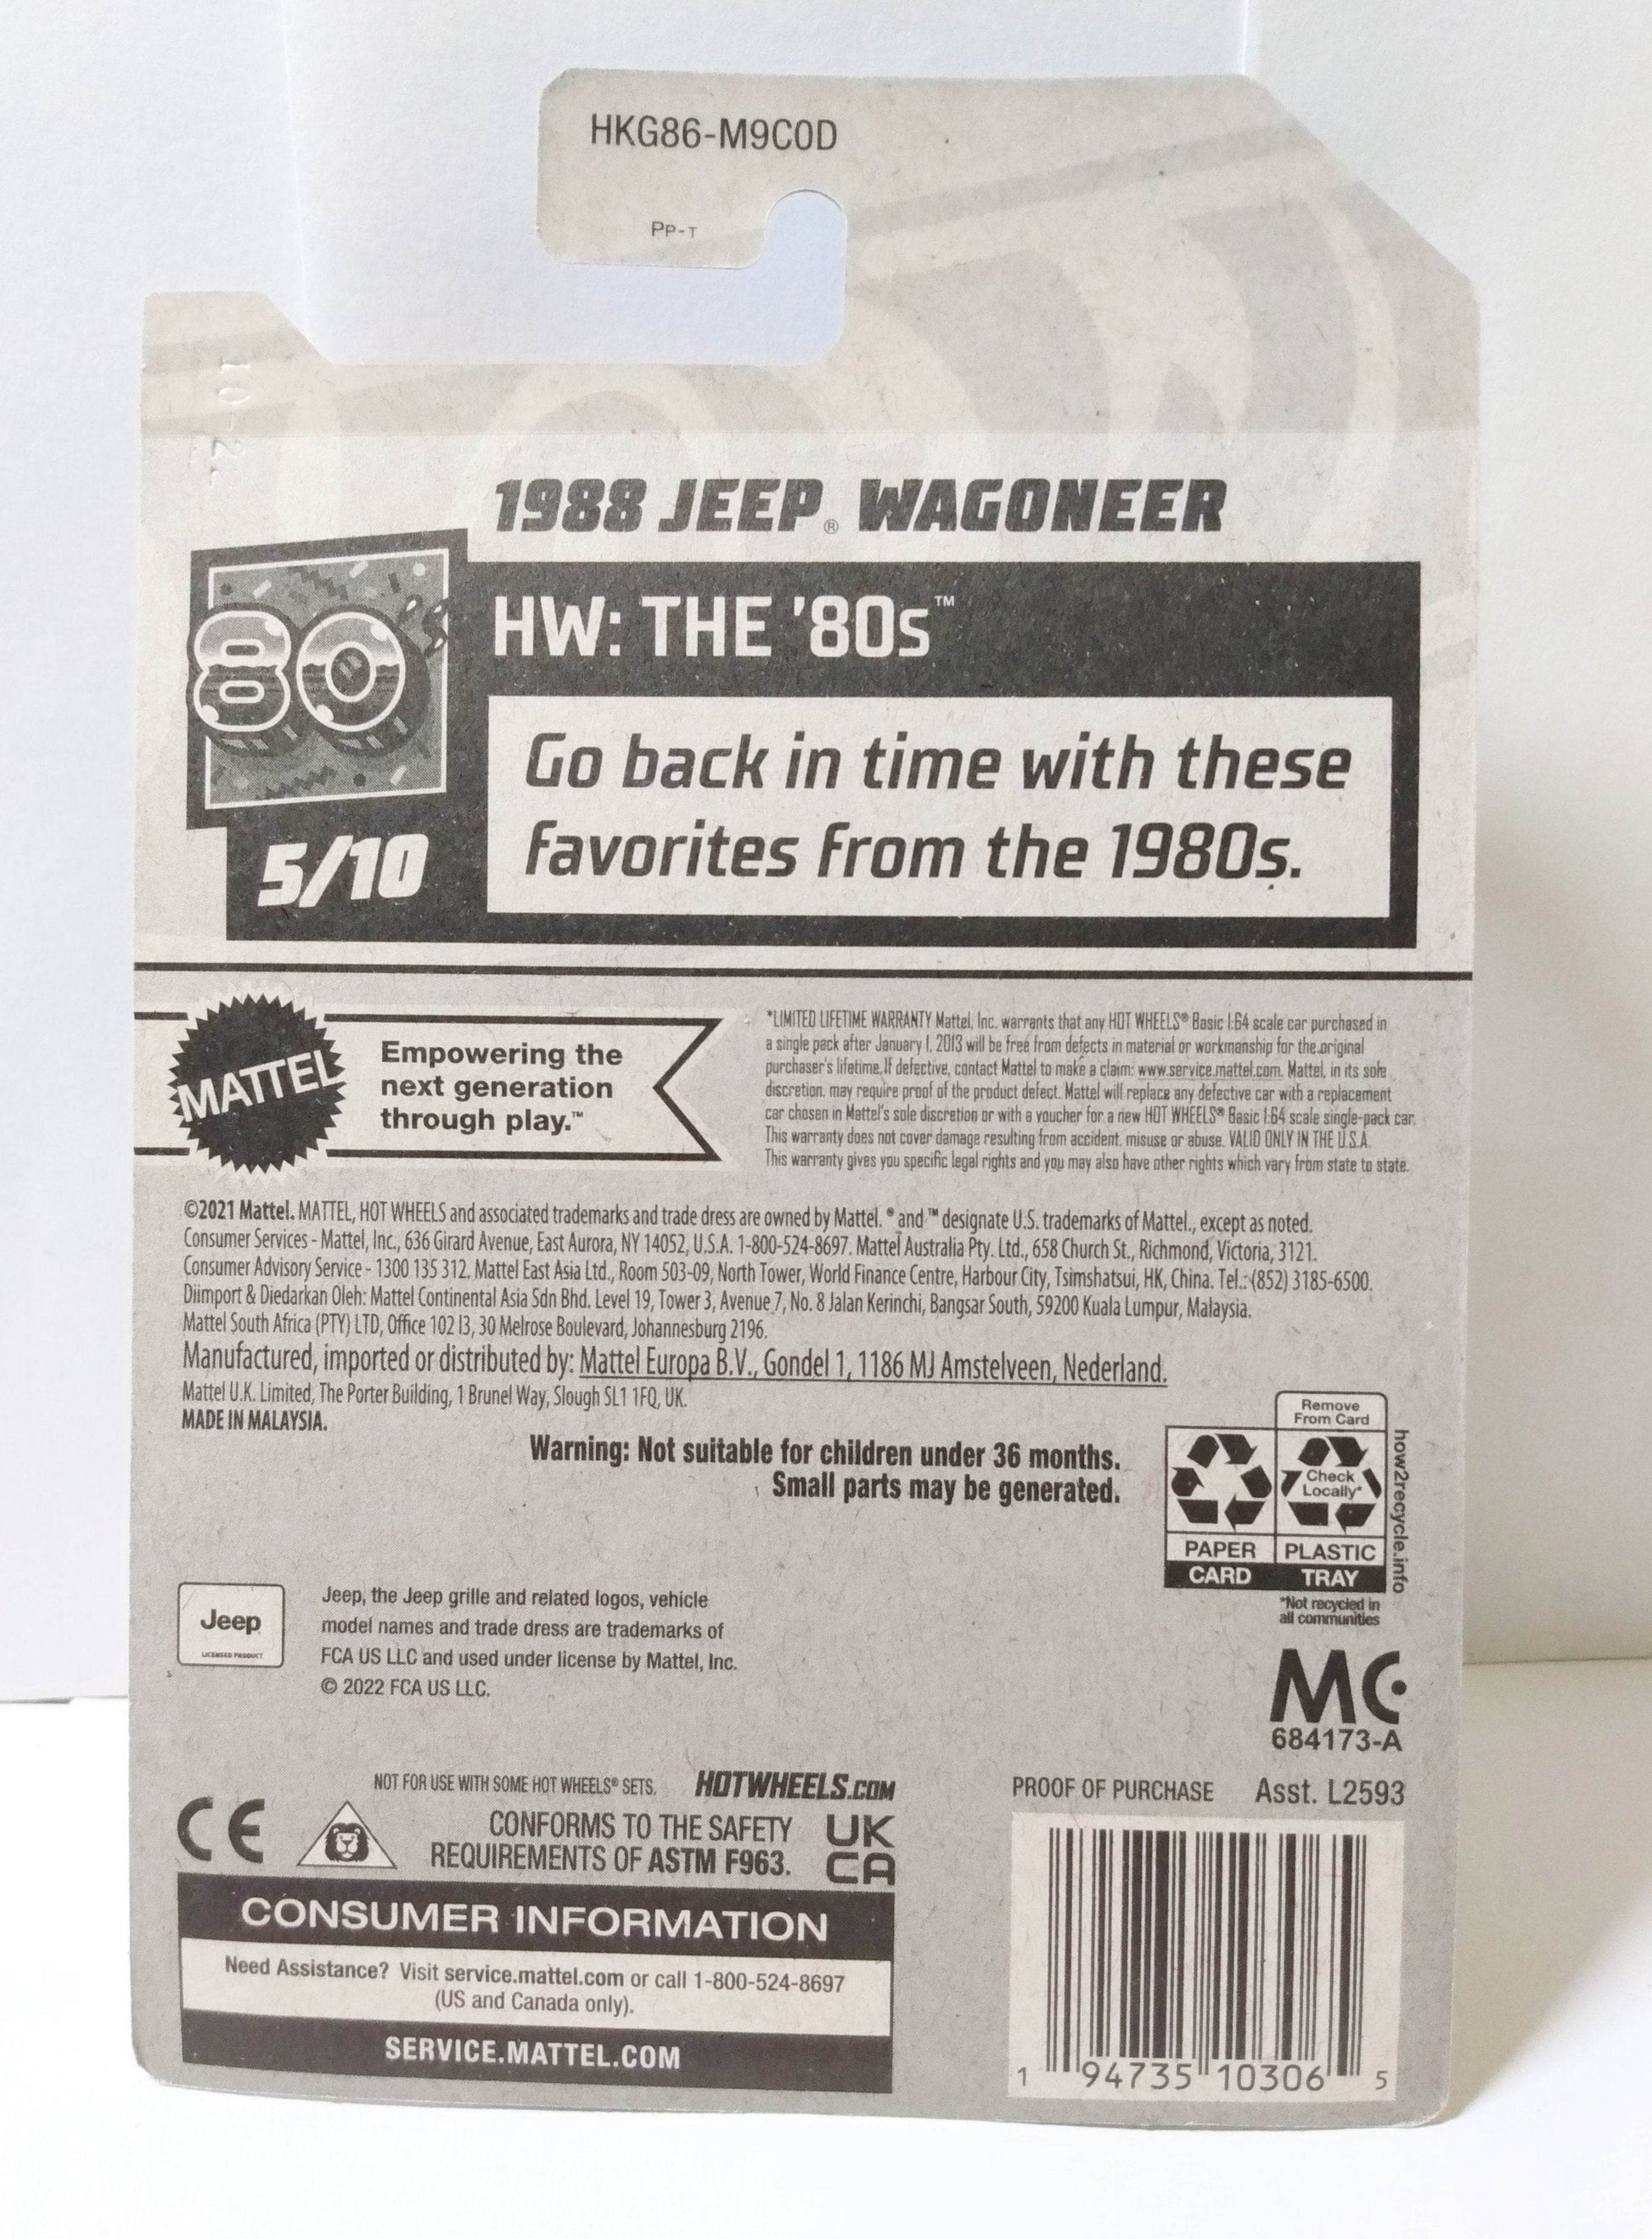 HKG86-M9C0D
PP-T
10-2.
1988 JEEP® WAGONEER
80's
HW: THE '80s™
Go back in time with these
favorites from the 1980s.
5/10
MATTEL
Empowering the
next generation
through play.™
*LIMITED LIFETIME WARRANTY Mattel, Inc. warrants that any HOT WHEELS® Basic 1:64 scale car purchased in
a single pack after January 1, 2013 will be free from defects in material or workmanship for the original
purchaser's lifetime. If defective, contact Mattel to make a claim: www.service.mattel.com. Mattel, in its sole
discretion, may require proof of the product defect. Mattel will replace any defective car with a replacement
car chosen in Mattel's sole discretion or with a voucher for a new HOT WHEELS® Basic 1:64 scale single-pack car.
This warranty does not cover damage resulting from accident, misuse or abuse. VALID ONLY IN THE U.S.A.
This warranty gives you specific legal rights and you may also have other rights which vary from state to state.
©2021 Mattel. MATTEL, HOT WHEELS and associated trademarks and trade dress are owned by Mattel. ® and ™ designate U.S. trademarks of Mattel., except as noted.
Consumer Services - Mattel, Inc., 636 Girard Avenue, East Aurora, NY 14052, U.S.A. 1-800-524-8697. Mattel Australia Pty. Ltd., 658 Church St., Richmond, Victoria, 3121.
Consumer Advisory Service - 1300 135 312. Mattel East Asia Ltd., Room 503-09, North Tower, World Finance Centre, Harbour City, Tsimshatsui, HK, China. Tel.: (852) 3185-6500.
Diimport & Diedarkan Oleh: Mattel Continental Asia Sdn Bhd. Level 19, Tower 3, Avenue 7, No. 8 Jalan Kerinchi, Bangsar South, 59200 Kuala Lumpur, Malaysia.
Mattel South Africa (PTY) LTD, Office 102 I3, 30 Melrose Boulevard, Johannesburg 2196.
Manufactured, imported or distributed by: Mattel Europa B.V., Gondel 1, 1186 MJ Amstelveen, Nederland.
Mattel U.K. Limited, The Porter Building, 1 Brunel Way, Slough SL1 1FQ, UK.
MADE IN MALAYSIA.
Warning: Not suitable for children under 36 months.
Small parts may be generated.
Remove
From Card
Check
Locally*
PAPER PLASTIC
CARD TRAY
*Not recycled in
all communities
how2recycle.info
Jeep
LICENSED PRODUCT
Jeep, the Jeep grille and related logos, vehicle
model names and trade dress are trademarks of
FCA US LLC and used under license by Mattel, Inc.
© 2022 FCA US LLC.
MC
684173-A
NOT FOR USE WITH SOME HOT WHEELS® SETS. HOTWHEELS.COM
PROOF OF PURCHASE Asst. L2593
CE
CONFORMS TO THE SAFETY
REQUIREMENTS OF ASTM F963.
UK
CA
CONSUMER INFORMATION
Need Assistance? Visit service.mattel.com or call 1-800-524-8697
(US and Canada only).
SERVICE.MATTEL.COM
1 94735 10306 5